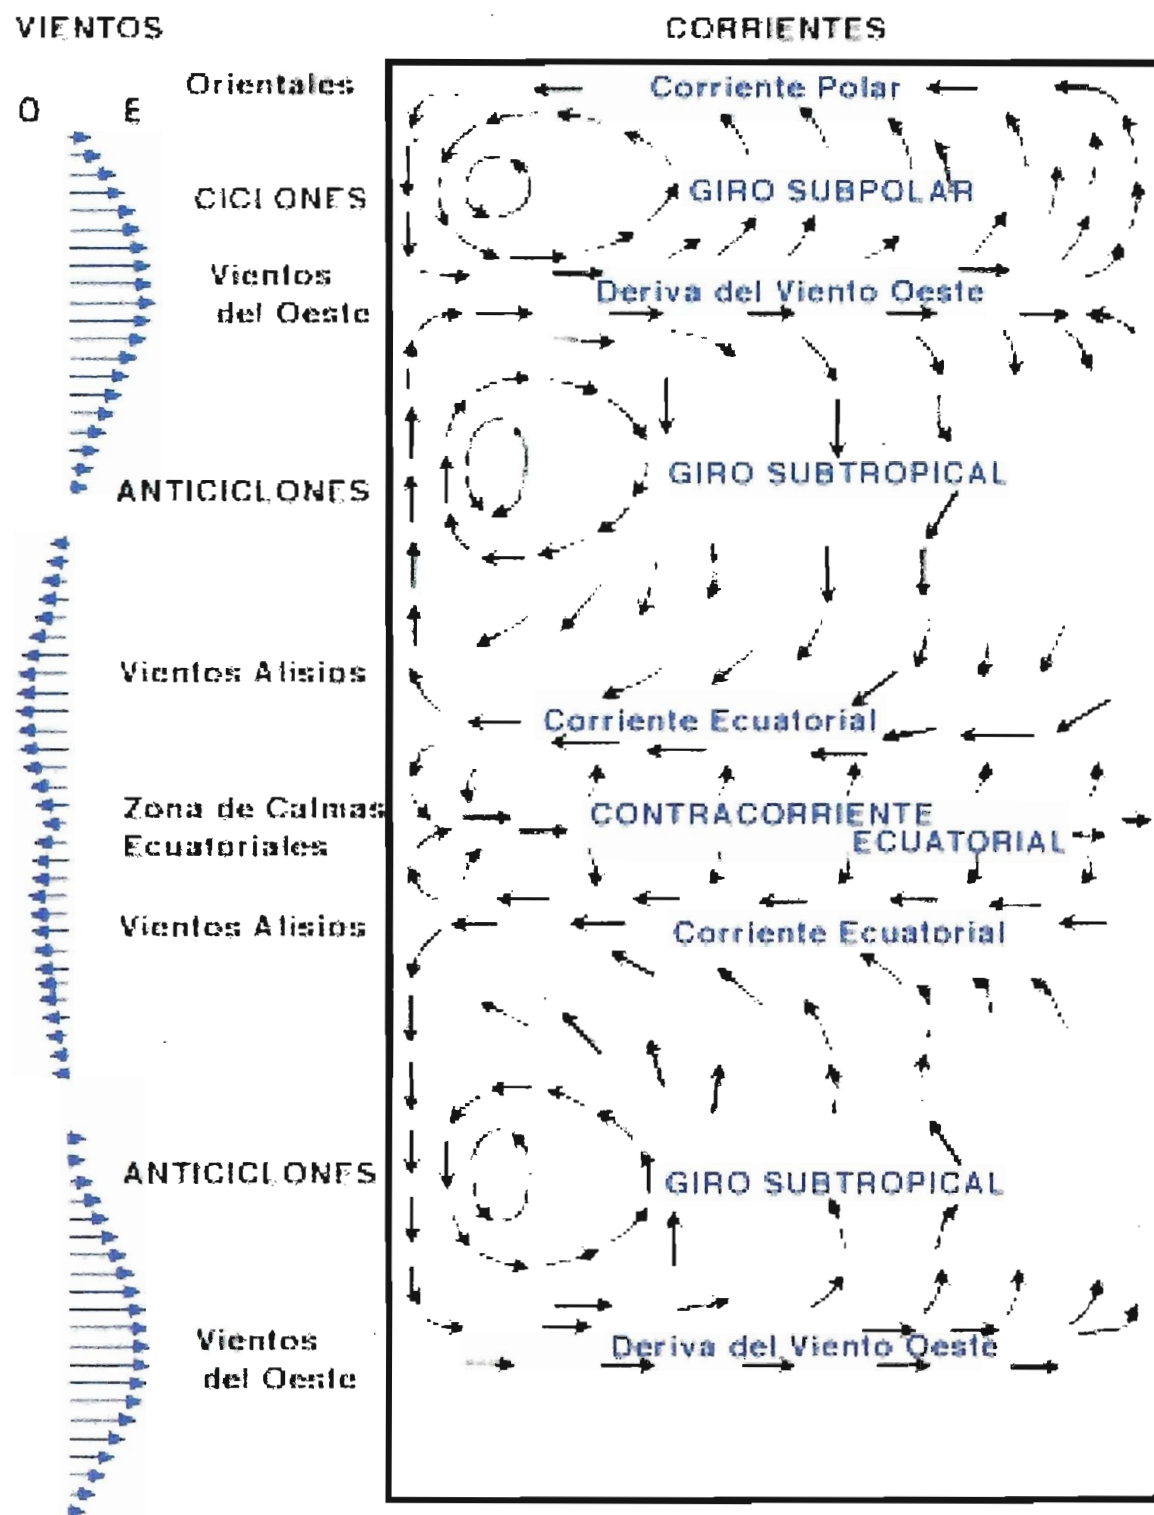 VIENTOS
CORRIENTES
O E
Orientales
Corriente Polar
CICLONES
GIRO SUBPOLAR
Vientos
del Oeste
Deriva del Viento Oeste
ANTICICLONES
GIRO SUBTROPICAL
Vientos Alisios
Corriente Ecuatorial
Zona de Calmas
Ecuatoriales
CONTRACORRIENTE
ECUATORIAL
Vientos Alisios
Corriente Ecuatorial
ANTICICLONES
GIRO SUBTROPICAL
Vientos
del Oeste
Deriva del Viento Oeste